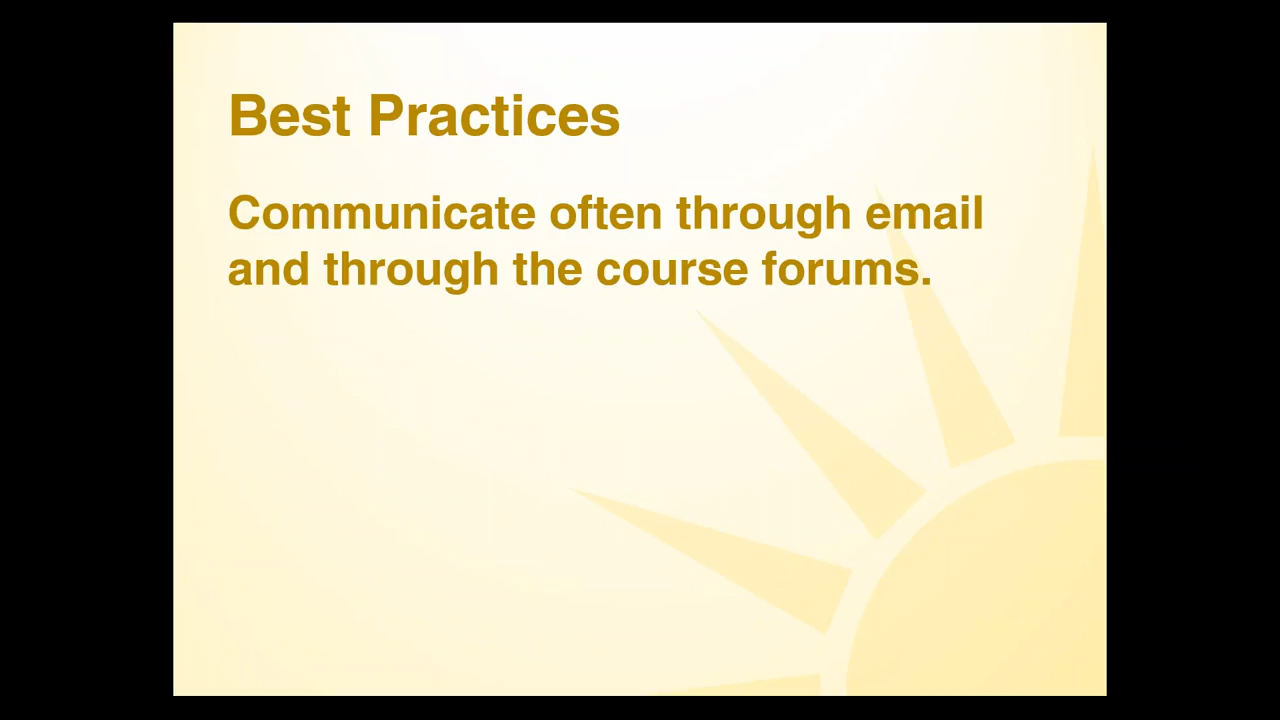 Best Practices
Communicate often through email
and through the course forums.